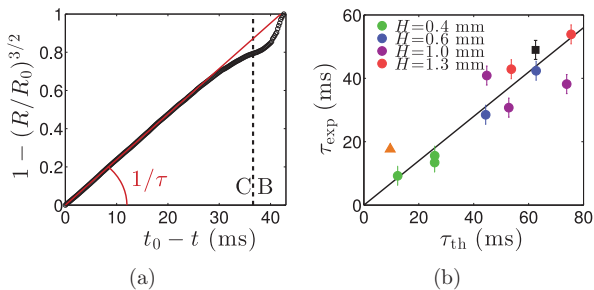 1 − (R/R₀)^{3/2}
1
0.8
0.6
0.4
0.2
0
1/τ
C B
0 10 20 30 40
t₀ − t (ms)
(a)
τ_exp (ms)
60
40
20
0
H=0.4 mm
H=0.6 mm
H=1.0 mm
H=1.3 mm
0 20 40 60 80
τ_th (ms)
(b)